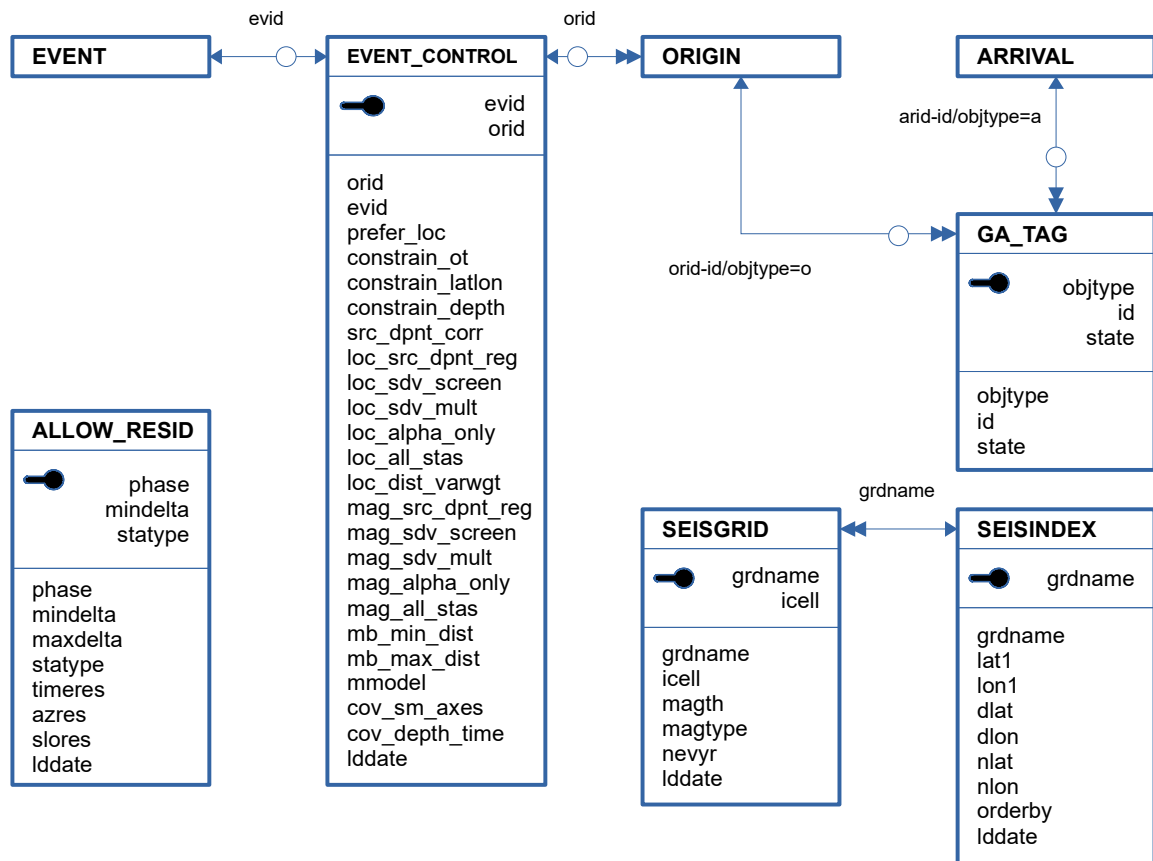 evid
orid
EVENT
EVENT_CONTROL
ORIGIN
ARRIVAL
evid
orid
arid-id/objtype=a
orid
evid
prefer_loc
constrain_ot
constrain_latlon
constrain_depth
src_dpnt_corr
loc_src_dpnt_reg
loc_sdv_screen
loc_sdv_mult
loc_alpha_only
loc_all_stas
loc_dist_varwgt
mag_src_dpnt_reg
mag_sdv_screen
mag_sdv_mult
mag_alpha_only
mag_all_stas
mb_min_dist
mb_max_dist
mmodel
cov_sm_axes
cov_depth_time
lddate
orid-id/objtype=o
GA_TAG
objtype
id
state
objtype
id
state
ALLOW_RESID
phase
mindelta
statype
phase
mindelta
maxdelta
statype
timeres
azres
slores
lddate
grdname
SEISGRID
grdname
icell
grdname
icell
magth
magtype
nevyr
lddate
SEISINDEX
grdname
grdname
lat1
lon1
dlat
dlon
nlat
nlon
orderby
lddate